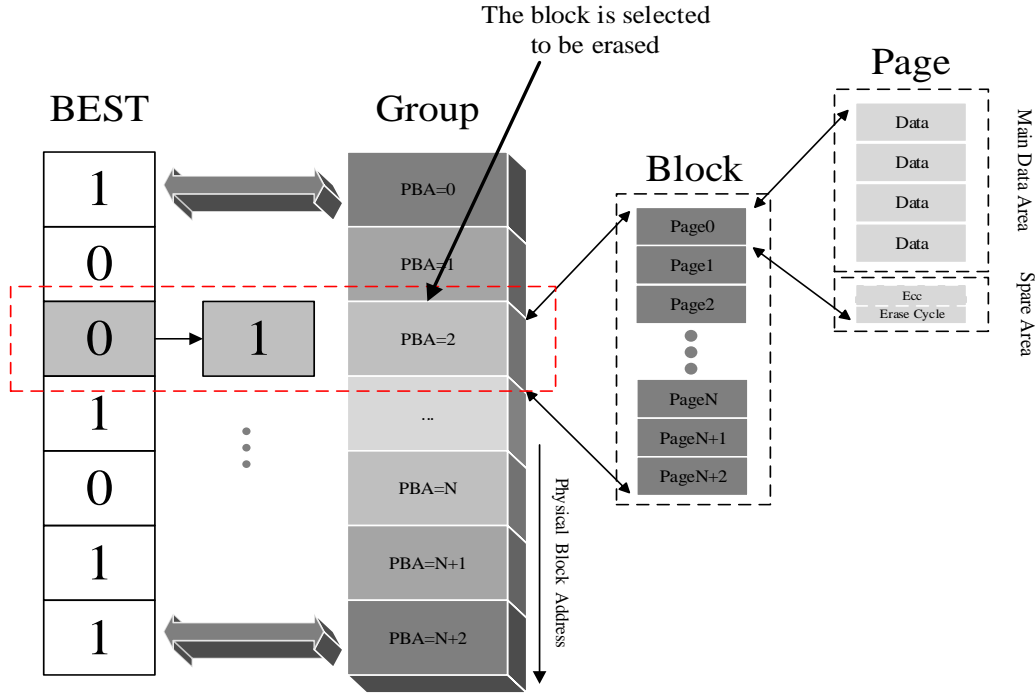 The block is selected
to be erased
BEST
Group
Block
Page
1
0
0
1
1
0
1
1
PBA=0
PBA=1
PBA=2
...
PBA=N
PBA=N+1
PBA=N+2
Physical Block Address
Page0
Page1
Page2
PageN
PageN+1
PageN+2
Data
Data
Data
Data
Main Data Area
Ecc
Erase Cycle
Spare Area